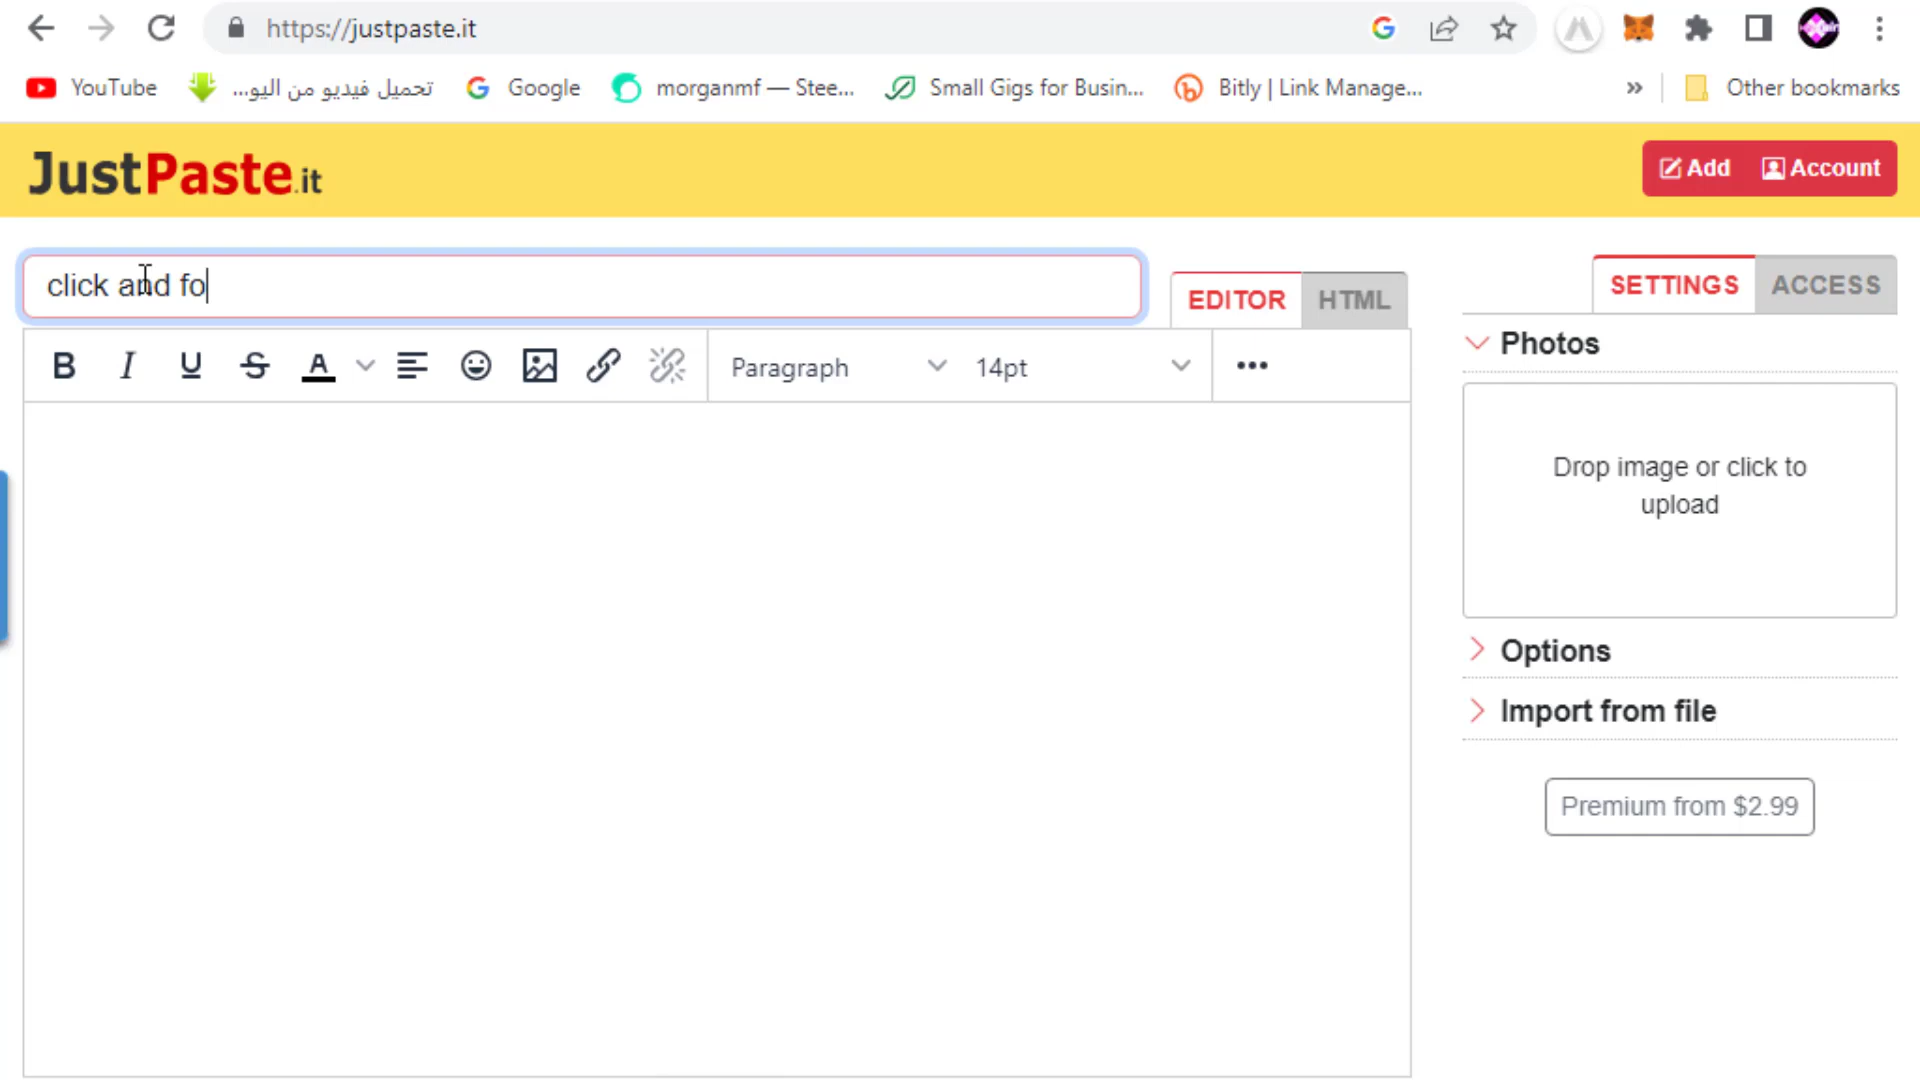 https://justpaste.it
YouTube تحميل فيديو من اليو... Google morganmf — Stee... Small Gigs for Busin... Bitly | Link Manage... » Other bookmarks
JustPaste.it
Add Account
click and fo
EDITOR HTML
SETTINGS ACCESS
B I U S A Paragraph 14pt •••
Photos
Drop image or click to
upload
Options
Import from file
Premium from $2.99